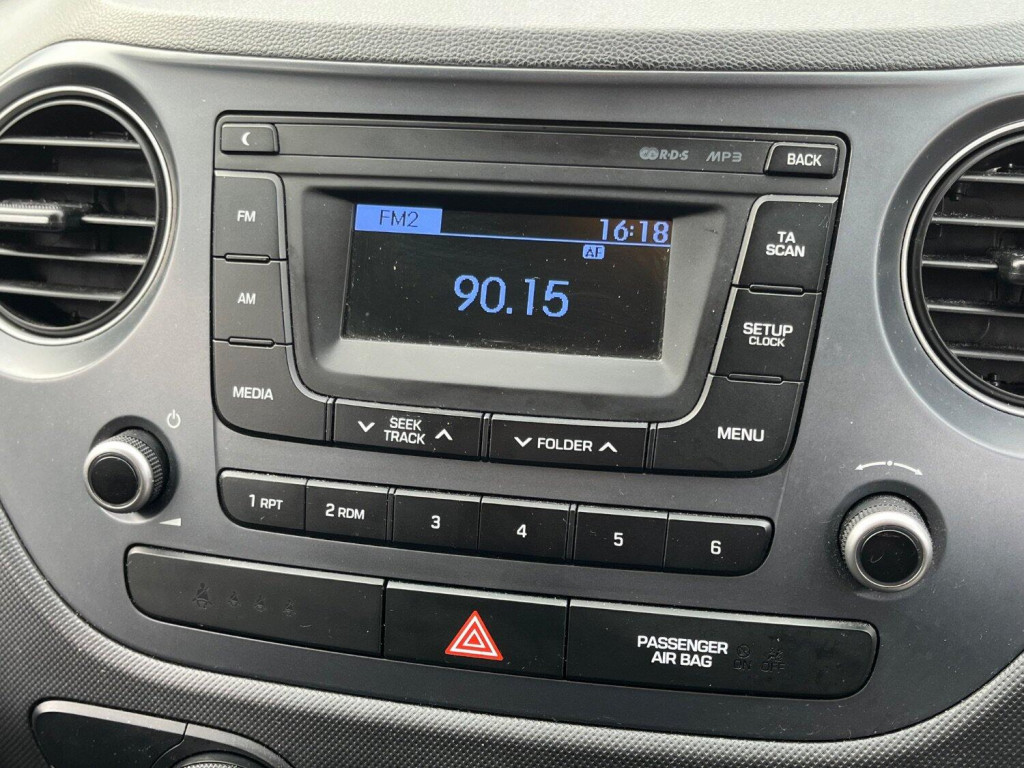 R·D·S MP3 BACK
FM
FM2 16:18
AF
90.15
TA
SCAN
AM
SETUP
CLOCK
MEDIA
SEEK
TRACK
FOLDER
MENU
1 RPT
2 RDM
3
4
5
6
PASSENGER
AIR BAG
ON OFF